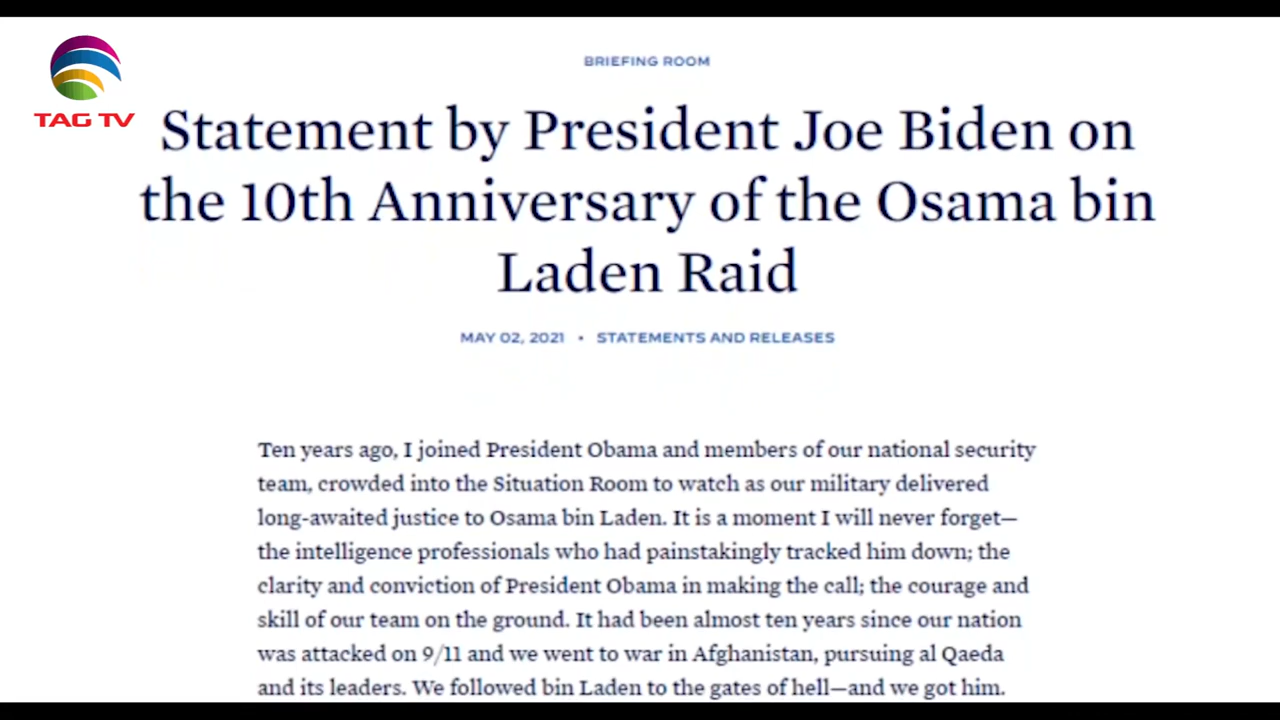 TAG TV
BRIEFING ROOM
Statement by President Joe Biden on
the 10th Anniversary of the Osama bin
Laden Raid
MAY 02, 2021 • STATEMENTS AND RELEASES
Ten years ago, I joined President Obama and members of our national security
team, crowded into the Situation Room to watch as our military delivered
long-awaited justice to Osama bin Laden. It is a moment I will never forget—
the intelligence professionals who had painstakingly tracked him down; the
clarity and conviction of President Obama in making the call; the courage and
skill of our team on the ground. It had been almost ten years since our nation
was attacked on 9/11 and we went to war in Afghanistan, pursuing al Qaeda
and its leaders. We followed bin Laden to the gates of hell—and we got him.